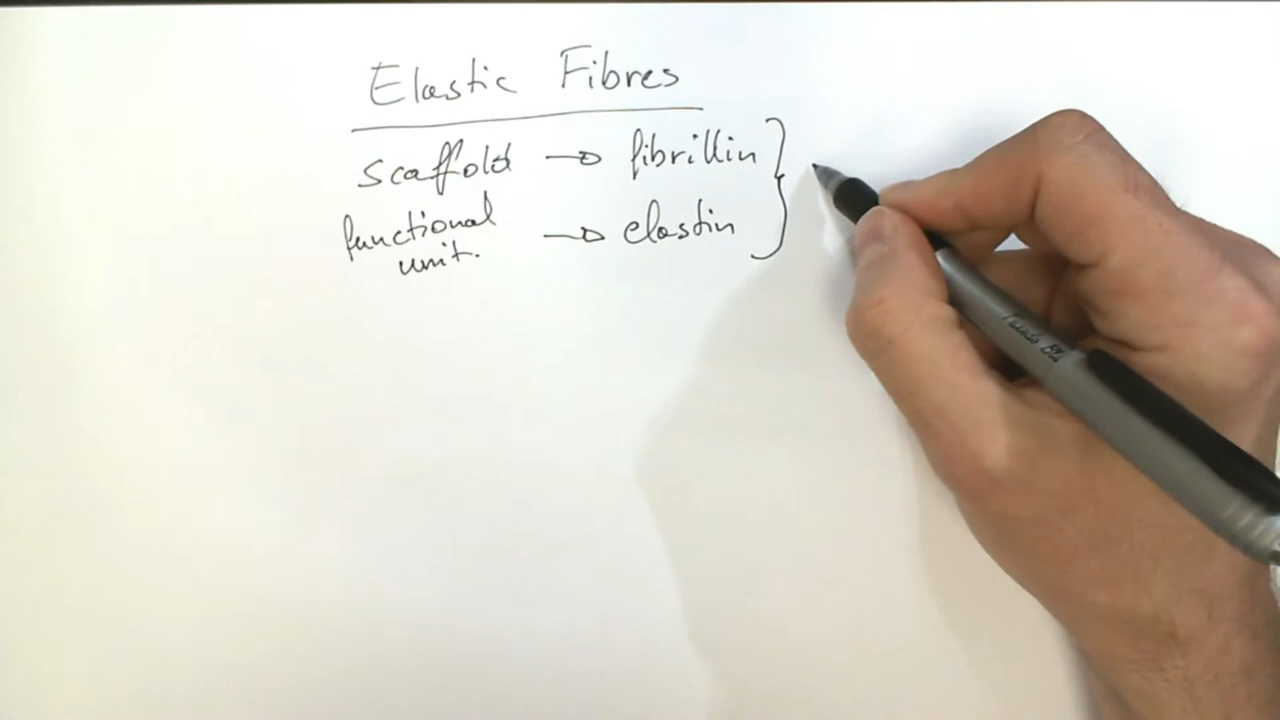 Elastic Fibres
scaffold → fibrillin
functional → elastin
unit.